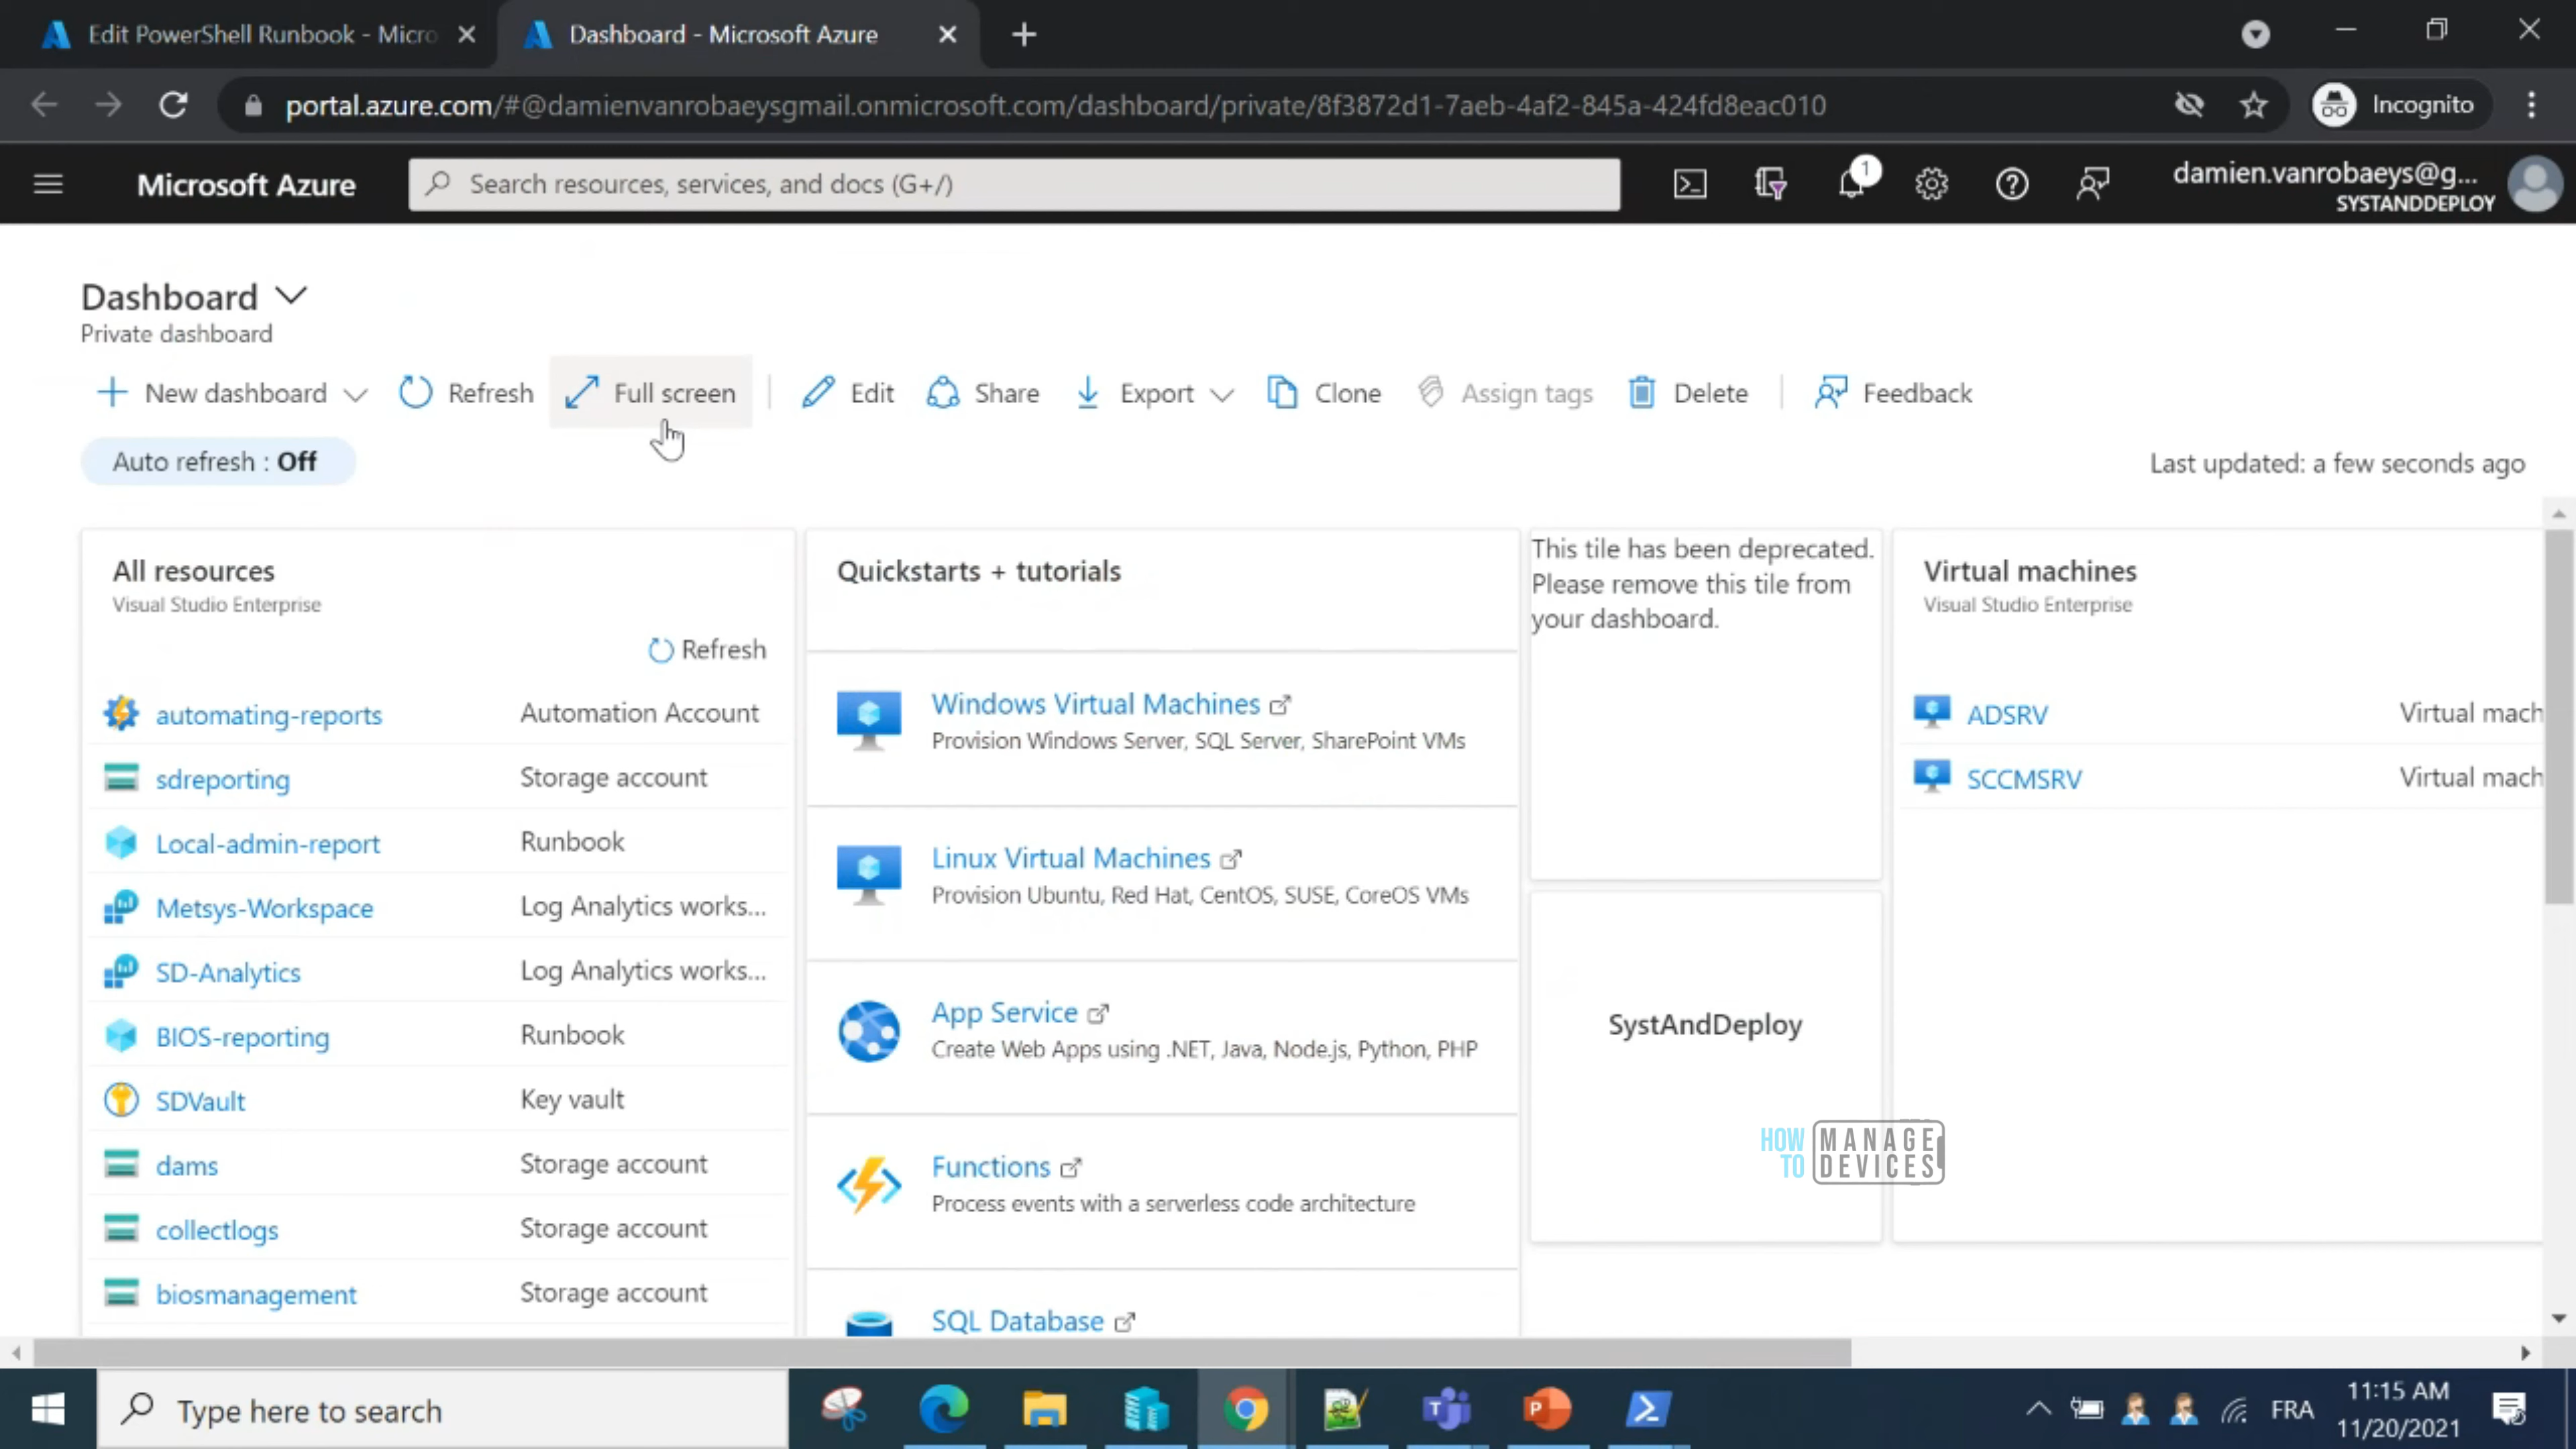 Edit PowerShell Runbook - Micro
Dashboard - Microsoft Azure
portal.azure.com/#@damienvanrobaeysgmail.onmicrosoft.com/dashboard/private/8f3872d1-7aeb-4af2-845a-424fd8eac010
Incognito
Microsoft Azure
Search resources, services, and docs (G+/)
1
damien.vanrobaeys@g...
SYSTANDDEPLOY
Dashboard
Private dashboard
New dashboard
Refresh
Full screen
Edit
Share
Export
Clone
Assign tags
Delete
Feedback
Auto refresh : Off
Last updated: a few seconds ago
All resources
Visual Studio Enterprise
Refresh
automating-reports Automation Account
sdreporting Storage account
Local-admin-report Runbook
Metsys-Workspace Log Analytics works...
SD-Analytics Log Analytics works...
BIOS-reporting Runbook
SDVault Key vault
dams Storage account
collectlogs Storage account
biosmanagement Storage account
Quickstarts + tutorials
Windows Virtual Machines
Provision Windows Server, SQL Server, SharePoint VMs
Linux Virtual Machines
Provision Ubuntu, Red Hat, CentOS, SUSE, CoreOS VMs
App Service
Create Web Apps using .NET, Java, Node.js, Python, PHP
Functions
Process events with a serverless code architecture
SQL Database
This tile has been deprecated.
Please remove this tile from
your dashboard.
SystAndDeploy
Virtual machines
Visual Studio Enterprise
ADSRV Virtual mach
SCCMSRV Virtual mach
HOW TO
MANAGE
DEVICES
Type here to search
FRA
11:15 AM
11/20/2021